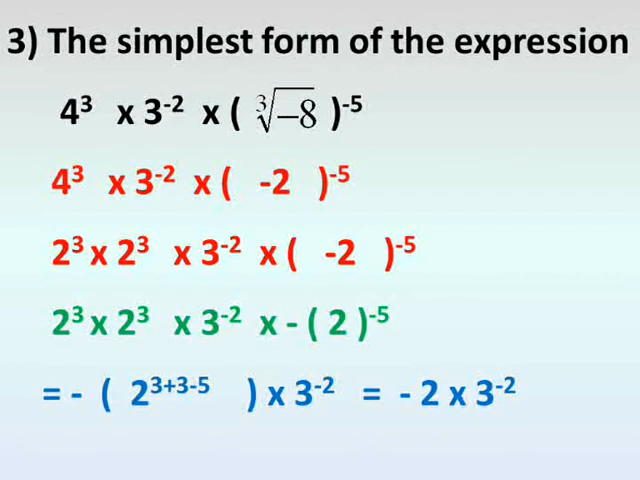 3) The simplest form of the expression
4³ x 3⁻² x ( ∛−8 )⁻⁵
4³ x 3⁻² x ( -2 )⁻⁵
2³ x 2³ x 3⁻² x ( -2 )⁻⁵
2³ x 2³ x 3⁻² x - ( 2 )⁻⁵
= - ( 2³⁺³⁻⁵ ) x 3⁻² = - 2 x 3⁻²